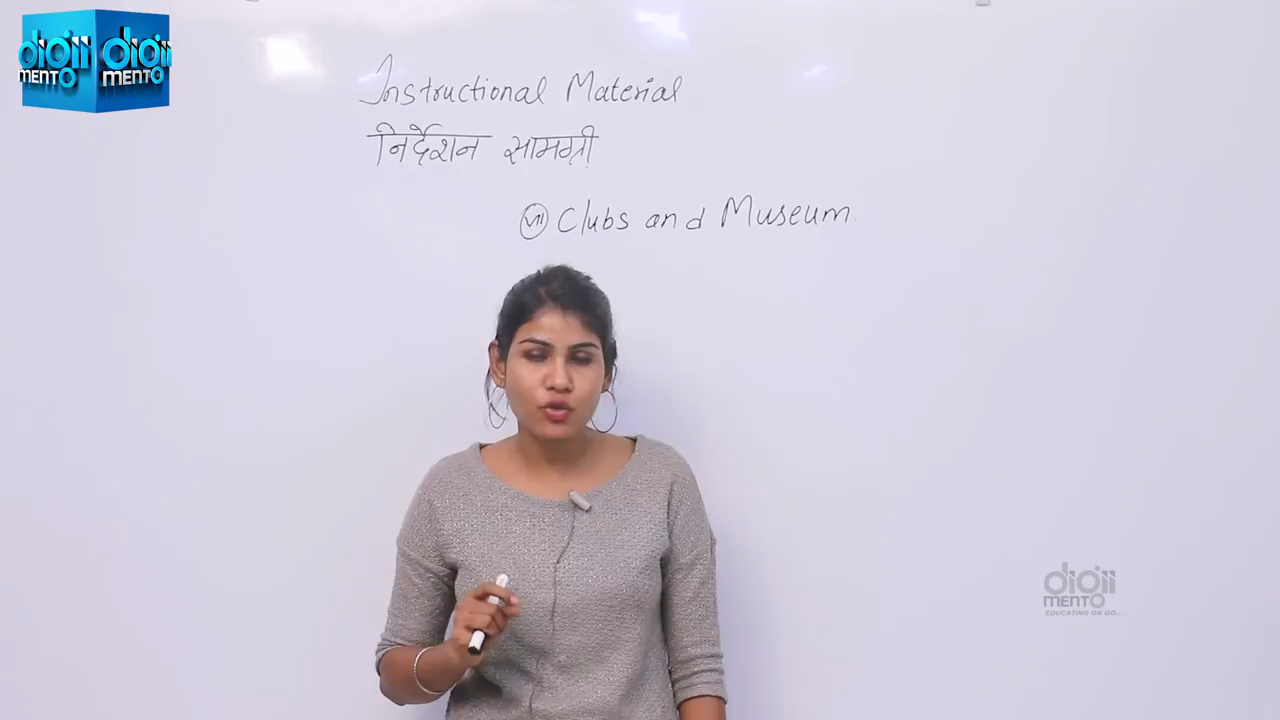 digii digii
MENTO MENTO
Instructional Material
निर्देशन सामग्री
(VII) Clubs and Museum
digii
MENTO
EDUCATING ON GO...